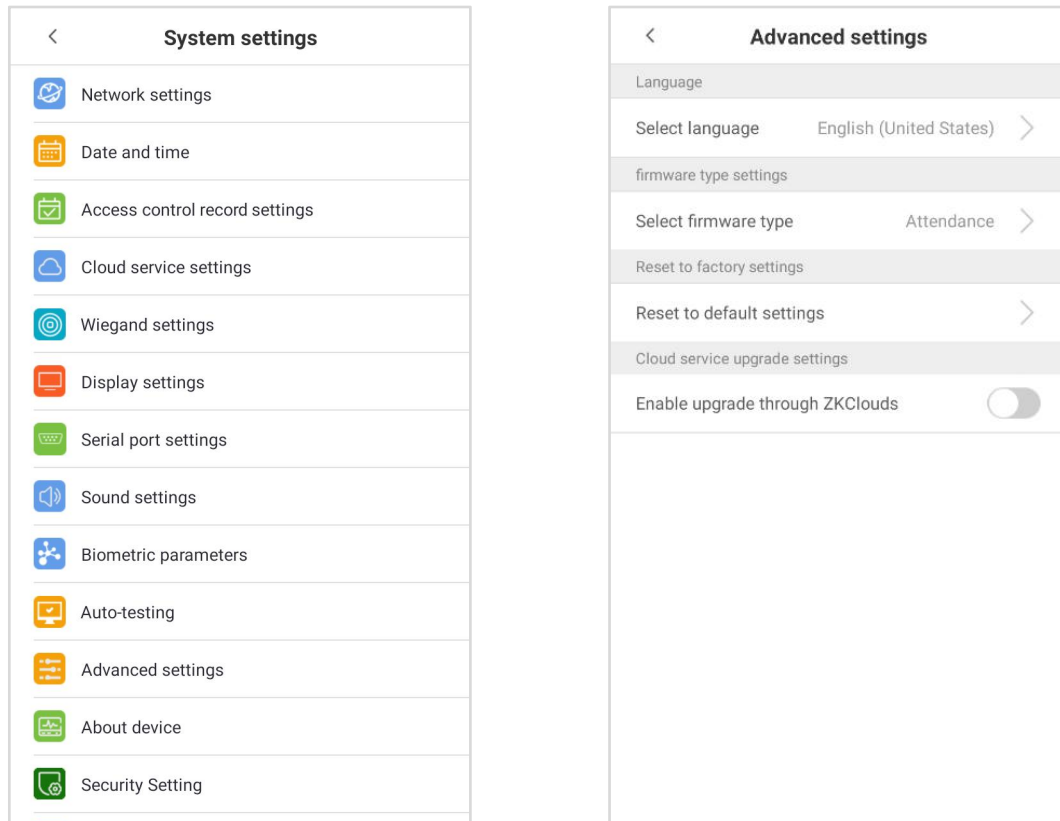 System settings
Network settings
Date and time
Access control record settings
Cloud service settings
Wiegand settings
Display settings
Serial port settings
Sound settings
Biometric parameters
Auto-testing
Advanced settings
About device
Security Setting
Advanced settings
Language
Select language English (United States)
firmware type settings
Select firmware type Attendance
Reset to factory settings
Reset to default settings
Cloud service upgrade settings
Enable upgrade through ZKClouds